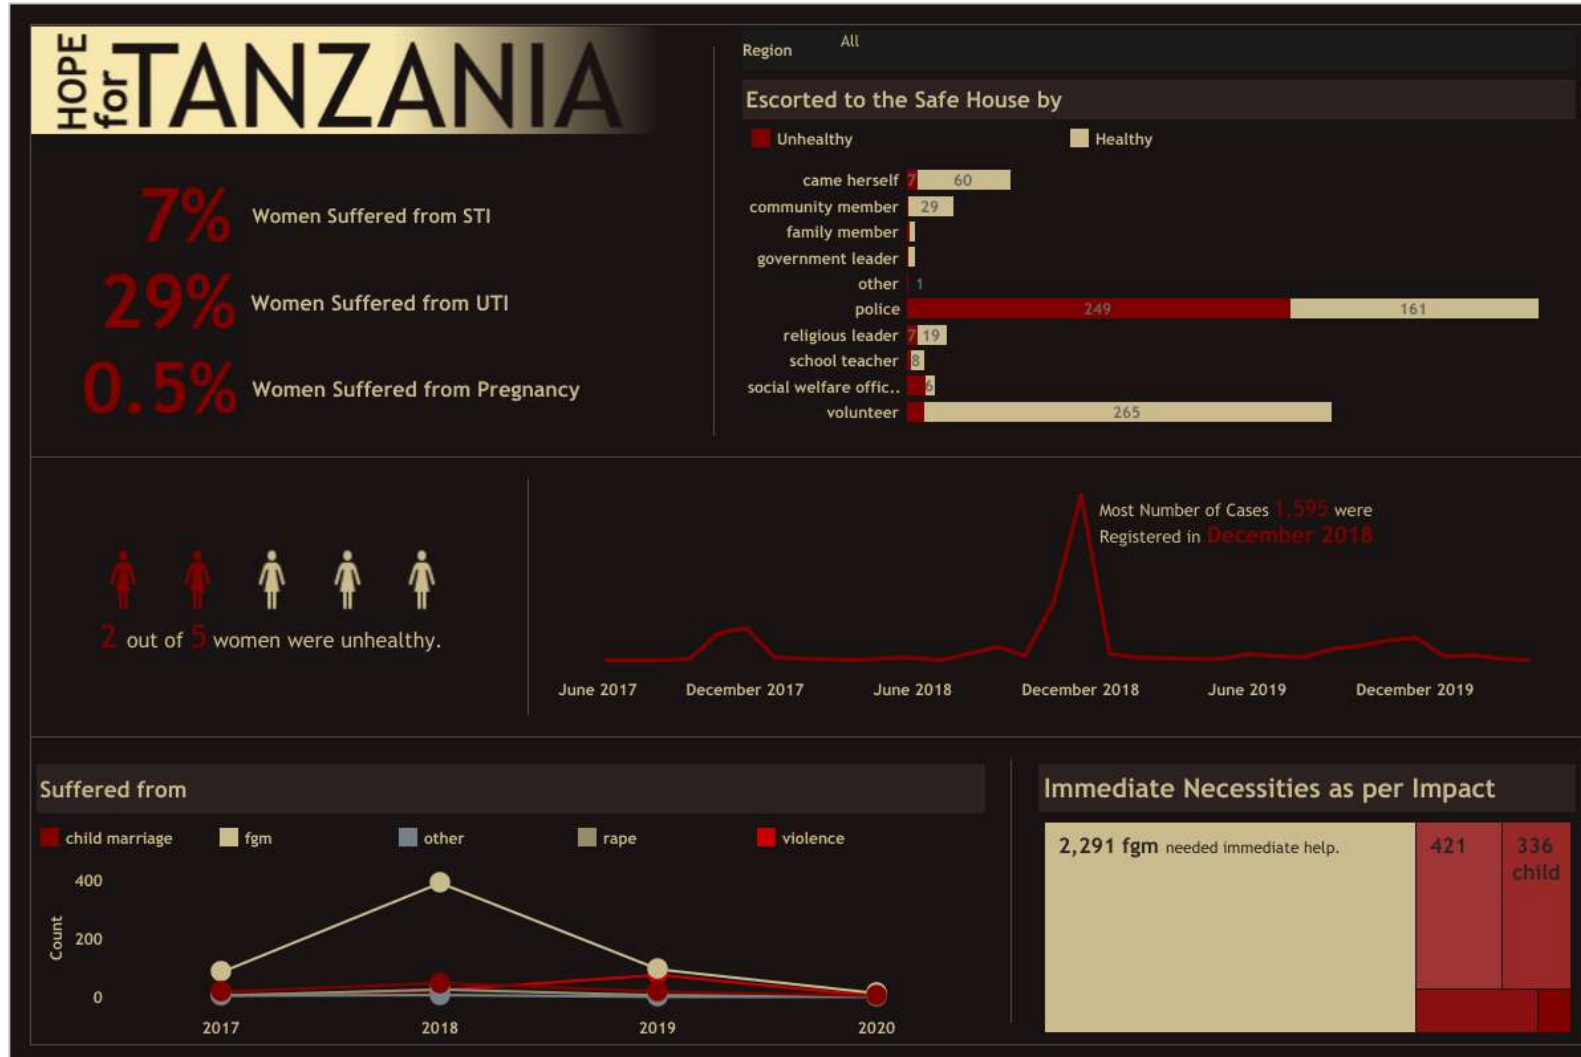 HOPE
for
TANZANIA
7% Women Suffered from STI
29% Women Suffered from UTI
0.5% Women Suffered from Pregnancy
Region All
Escorted to the Safe House by
Unhealthy Healthy
came herself 7 60
community member 29
family member
government leader
other 1
police 249 161
religious leader 7 19
school teacher 8
social welfare offic.. 6
volunteer 265
2 out of 5 women were unhealthy.
Most Number of Cases 1,595 were
Registered in December 2018
June 2017 December 2017 June 2018 December 2018 June 2019 December 2019
Suffered from
child marriage fgm other rape violence
Count
400
200
0
2017 2018 2019 2020
Immediate Necessities as per Impact
2,291 fgm needed immediate help.
421
336
child